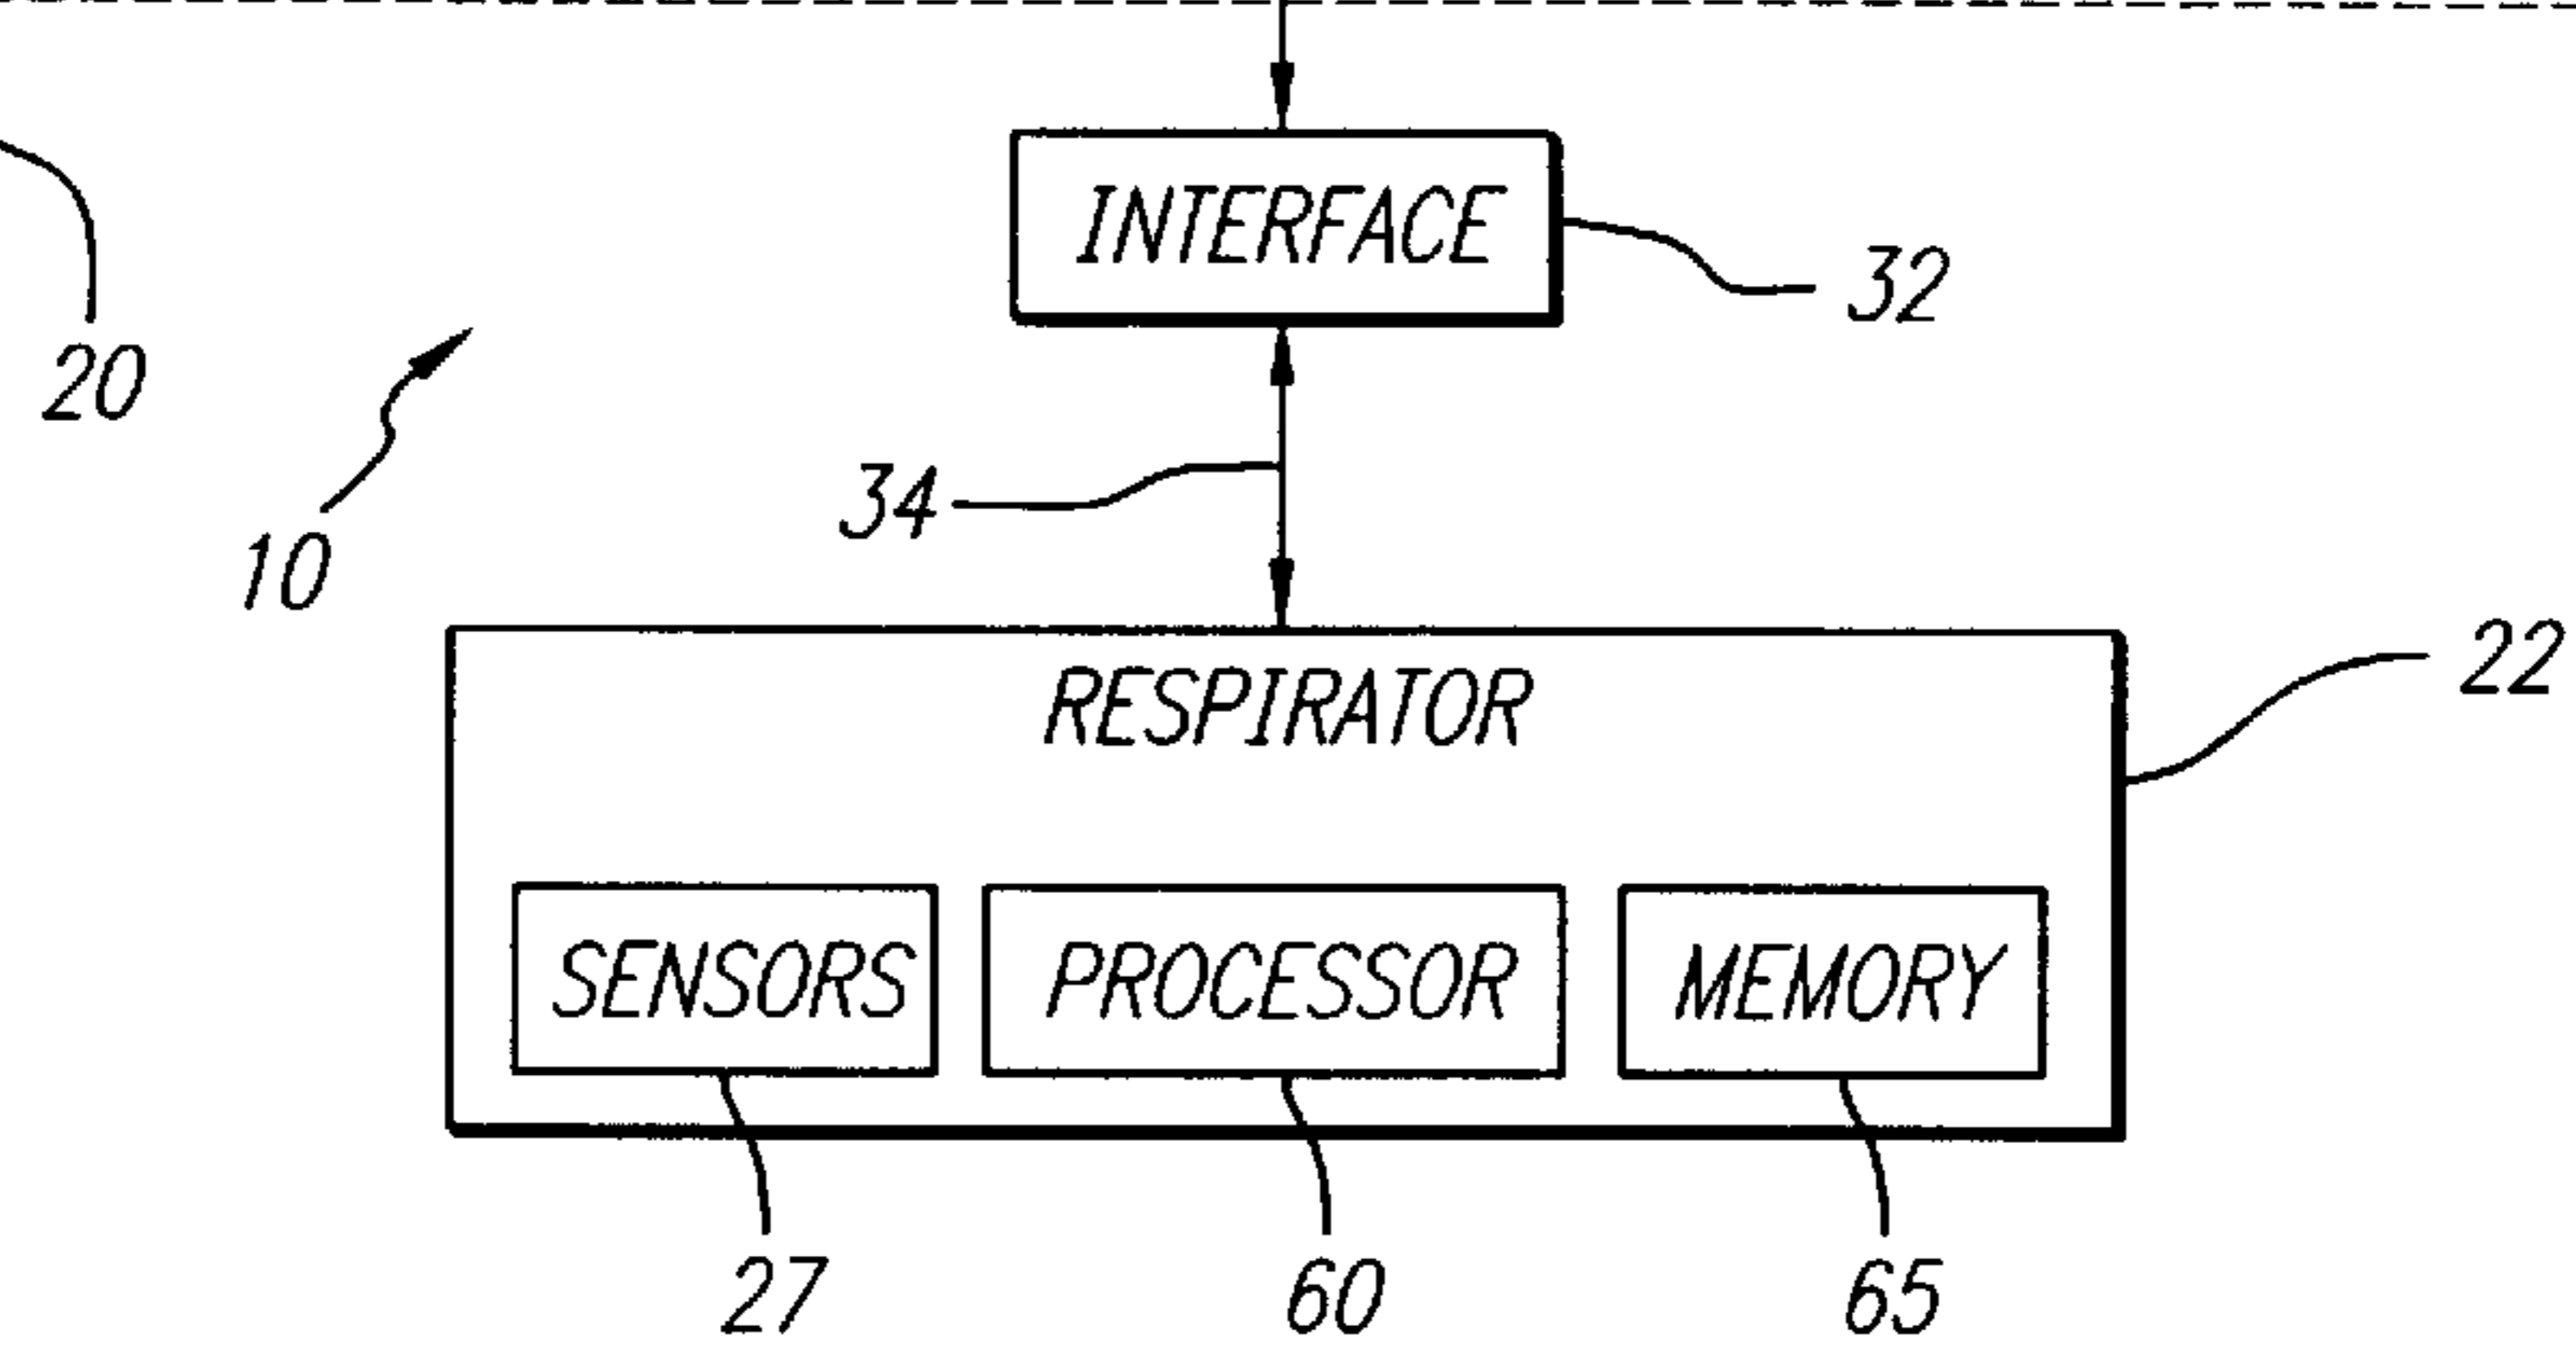 INTERFACE
32
20
34
10
22
RESPIRATOR
SENSORS
PROCESSOR
MEMORY
27
60
65